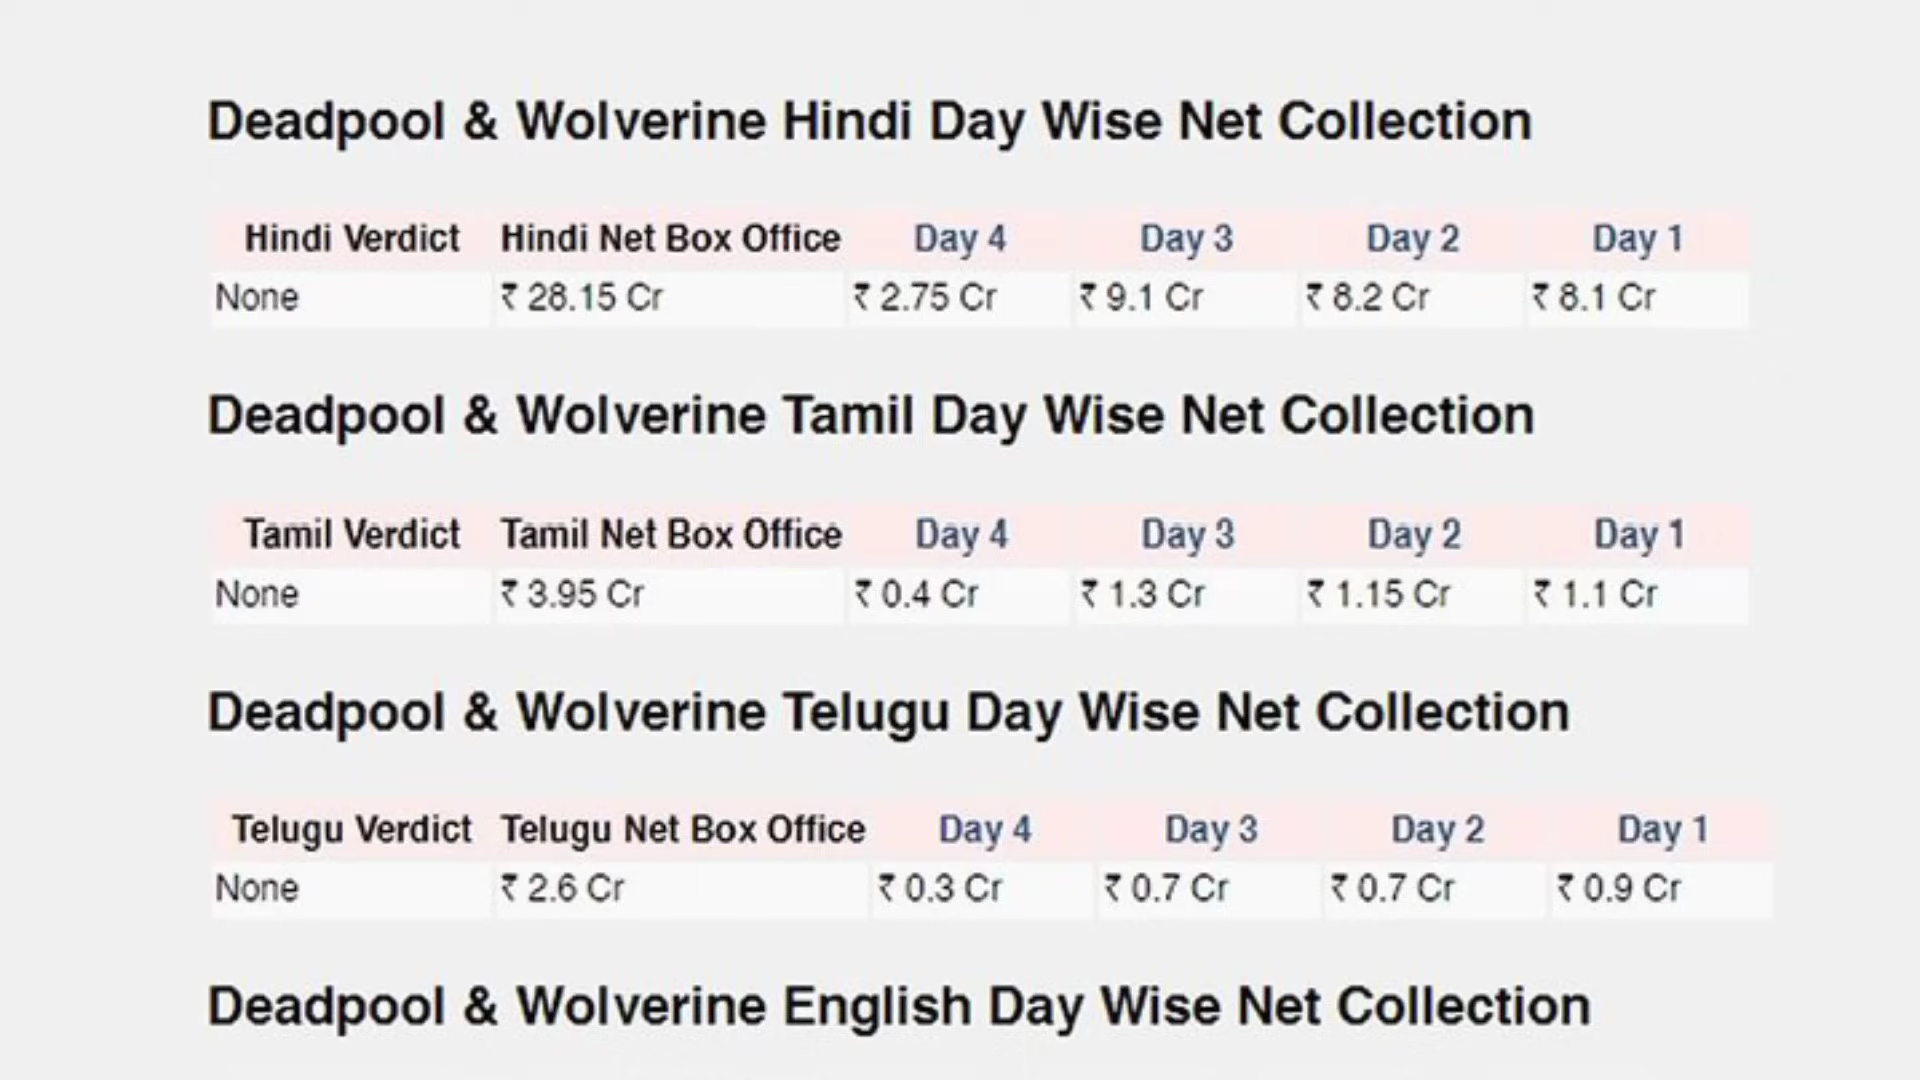 Deadpool & Wolverine Hindi Day Wise Net Collection
Hindi Verdict Hindi Net Box Office Day 4 Day 3 Day 2 Day 1
None ₹ 28.15 Cr ₹ 2.75 Cr ₹ 9.1 Cr ₹ 8.2 Cr ₹ 8.1 Cr
Deadpool & Wolverine Tamil Day Wise Net Collection
Tamil Verdict Tamil Net Box Office Day 4 Day 3 Day 2 Day 1
None ₹ 3.95 Cr ₹ 0.4 Cr ₹ 1.3 Cr ₹ 1.15 Cr ₹ 1.1 Cr
Deadpool & Wolverine Telugu Day Wise Net Collection
Telugu Verdict Telugu Net Box Office Day 4 Day 3 Day 2 Day 1
None ₹ 2.6 Cr ₹ 0.3 Cr ₹ 0.7 Cr ₹ 0.7 Cr ₹ 0.9 Cr
Deadpool & Wolverine English Day Wise Net Collection